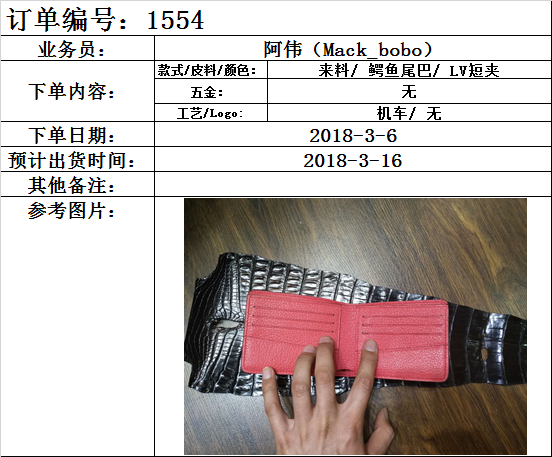 订单编号：1554
业务员： 阿伟（Mack_bobo）
下单内容： 款式/皮料/颜色： 来料/ 鳄鱼尾巴/ LV短夹
五金： 无
工艺/Logo: 机车/ 无
下单日期： 2018-3-6
预计出货时间： 2018-3-16
其他备注：
参考图片：